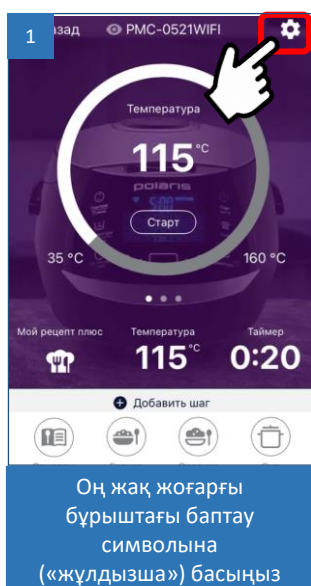 1
зад
PMC-0521WIFI
Температура
115°C
polaris
Старт
35 °C
160 °C
Мой рецепт плюс
Температура
Таймер
115°C
0:20
Добавить шаг
Оң жақ жоғарғы
бұрыштағы баптау
символына
(«жұлдызша») басыңыз